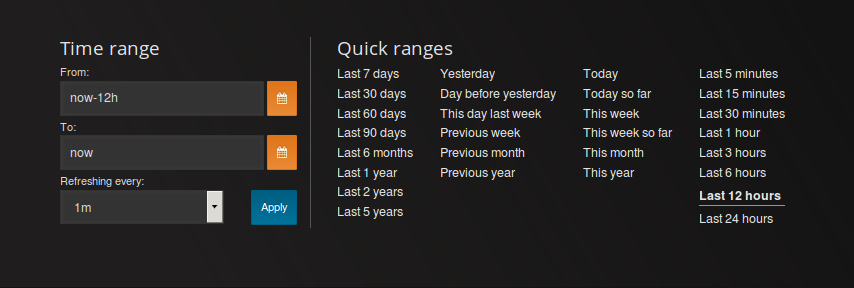 Time range
From:
now-12h
To:
now
Refreshing every:
1m
Apply
Quick ranges
Last 7 days
Last 30 days
Last 60 days
Last 90 days
Last 6 months
Last 1 year
Last 2 years
Last 5 years
Yesterday
Day before yesterday
This day last week
Previous week
Previous month
Previous year
Today
Today so far
This week
This week so far
This month
This year
Last 5 minutes
Last 15 minutes
Last 30 minutes
Last 1 hour
Last 3 hours
Last 6 hours
Last 12 hours
Last 24 hours